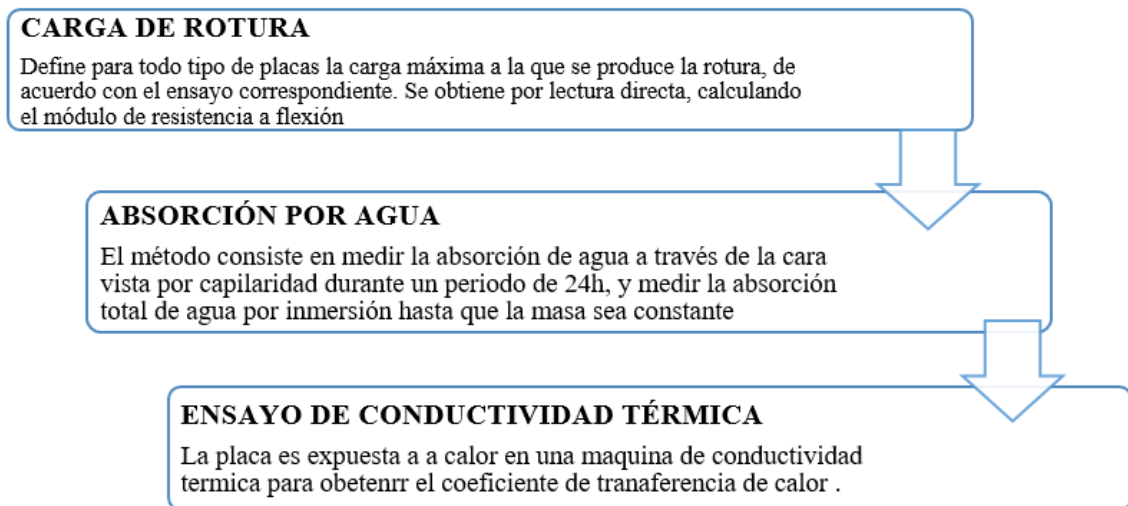 CARGA DE ROTURA
Define para todo tipo de placas la carga máxima a la que se produce la rotura, de
acuerdo con el ensayo correspondiente. Se obtiene por lectura directa, calculando
el módulo de resistencia a flexión
ABSORCIÓN POR AGUA
El método consiste en medir la absorción de agua a través de la cara
vista por capilaridad durante un periodo de 24h, y medir la absorción
total de agua por inmersión hasta que la masa sea constante
ENSAYO DE CONDUCTIVIDAD TÉRMICA
La placa es expuesta a a calor en una maquina de conductividad
termica para obetenrr el coeficiente de tranaferencia de calor .